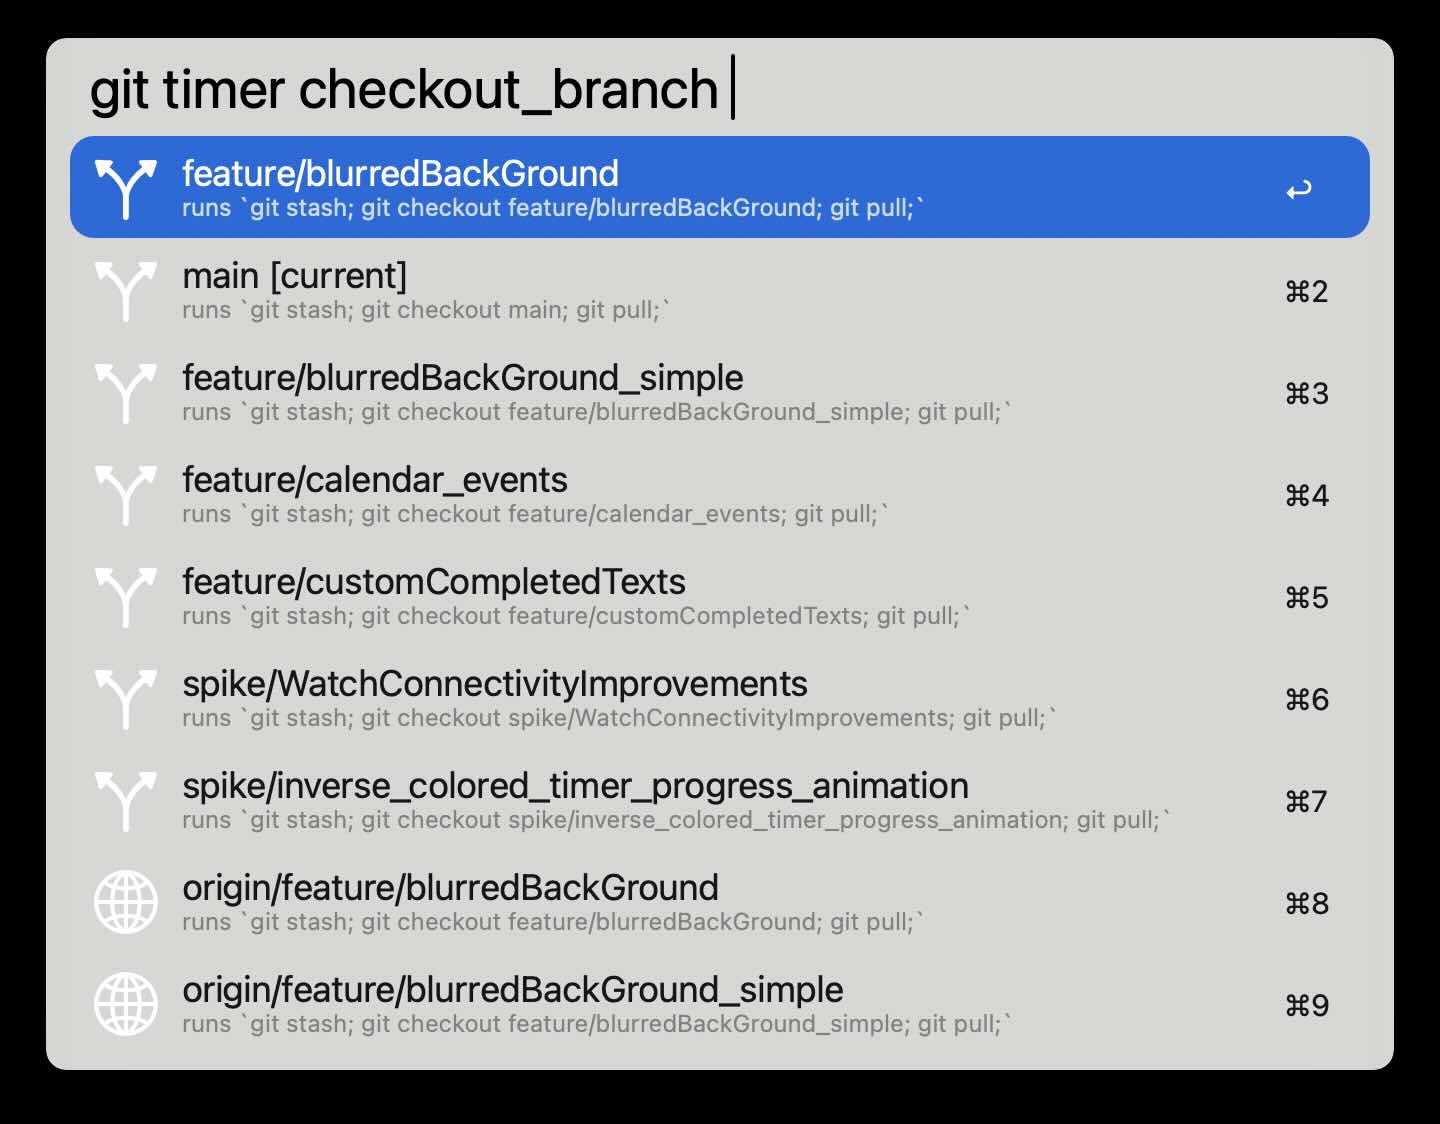 git timer checkout_branch
feature/blurredBackGround
runs `git stash; git checkout feature/blurredBackGround; git pull;`
↩
main [current]
runs `git stash; git checkout main; git pull;`
⌘2
feature/blurredBackGround_simple
runs `git stash; git checkout feature/blurredBackGround_simple; git pull;`
⌘3
feature/calendar_events
runs `git stash; git checkout feature/calendar_events; git pull;`
⌘4
feature/customCompletedTexts
runs `git stash; git checkout feature/customCompletedTexts; git pull;`
⌘5
spike/WatchConnectivityImprovements
runs `git stash; git checkout spike/WatchConnectivityImprovements; git pull;`
⌘6
spike/inverse_colored_timer_progress_animation
runs `git stash; git checkout spike/inverse_colored_timer_progress_animation; git pull;`
⌘7
origin/feature/blurredBackGround
runs `git stash; git checkout feature/blurredBackGround; git pull;`
⌘8
origin/feature/blurredBackGround_simple
runs `git stash; git checkout feature/blurredBackGround_simple; git pull;`
⌘9